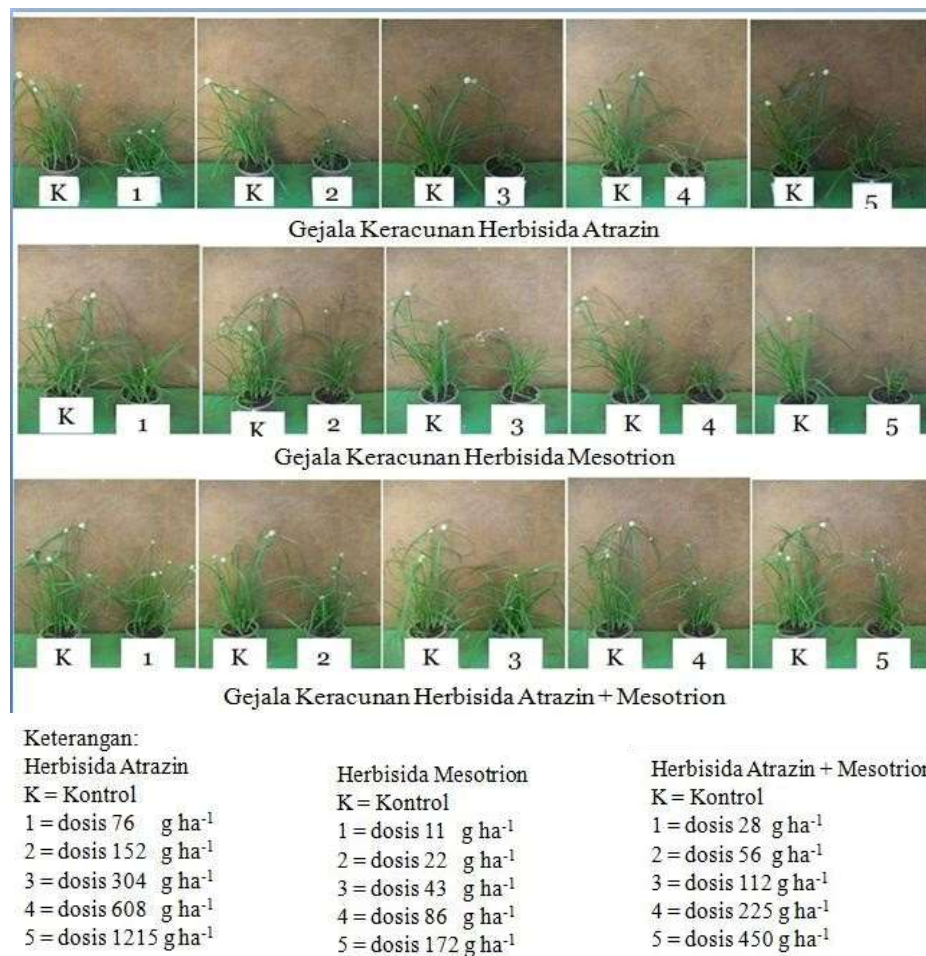 K 1 K 2 K 3 K 4 K 5
Gejala Keracunan Herbisida Atrazin
K 1 K 2 K 3 K 4 K 5
Gejala Keracunan Herbisida Mesotrion
K 1 K 2 K 3 K 4 K 5
Gejala Keracunan Herbisida Atrazin + Mesotrion
Keterangan:
Herbisida Atrazin
K = Kontrol
1 = dosis 76 g ha⁻¹
2 = dosis 152 g ha⁻¹
3 = dosis 304 g ha⁻¹
4 = dosis 608 g ha⁻¹
5 = dosis 1215 g ha⁻¹
Herbisida Mesotrion
K = Kontrol
1 = dosis 11 g ha⁻¹
2 = dosis 22 g ha⁻¹
3 = dosis 43 g ha⁻¹
4 = dosis 86 g ha⁻¹
5 = dosis 172 g ha⁻¹
Herbisida Atrazin + Mesotrion
K = Kontrol
1 = dosis 28 g ha⁻¹
2 = dosis 56 g ha⁻¹
3 = dosis 112 g ha⁻¹
4 = dosis 225 g ha⁻¹
5 = dosis 450 g ha⁻¹